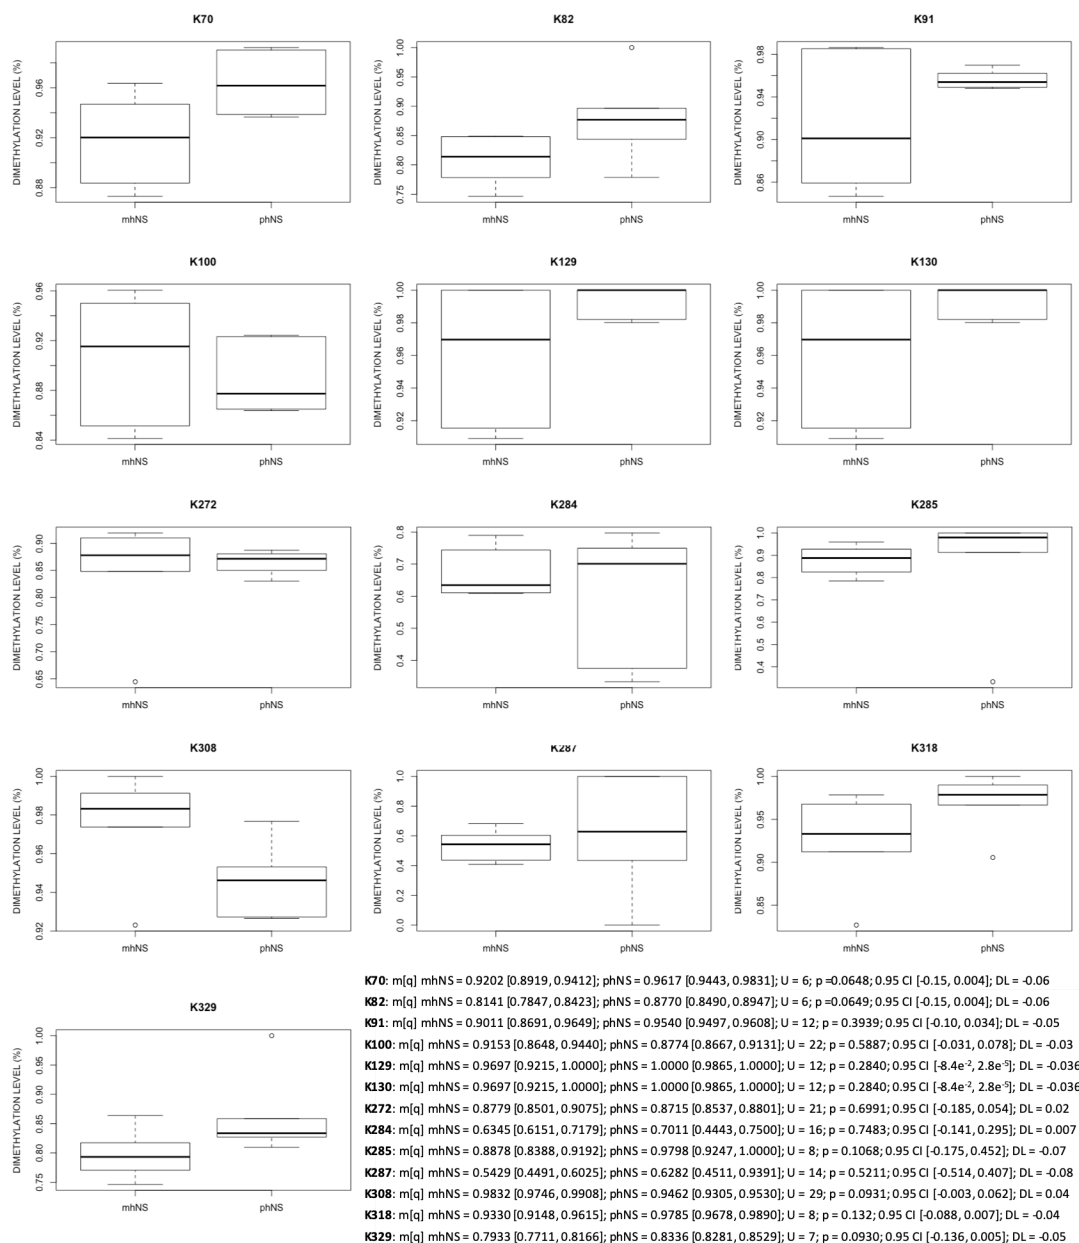 K70
K82
K91
DIMETHYLATION LEVEL (%)
0.88
0.92
0.96
mhNS
phNS
DIMETHYLATION LEVEL (%)
0.75
0.80
0.85
0.90
0.95
1.00
mhNS
phNS
DIMETHYLATION LEVEL (%)
0.86
0.90
0.94
0.98
mhNS
phNS
K100
K129
K130
DIMETHYLATION LEVEL (%)
0.84
0.88
0.92
0.96
mhNS
phNS
DIMETHYLATION LEVEL (%)
0.92
0.94
0.96
0.98
1.00
mhNS
phNS
DIMETHYLATION LEVEL (%)
0.92
0.94
0.96
0.98
1.00
mhNS
phNS
K272
K284
K285
DIMETHYLATION LEVEL (%)
0.65
0.70
0.75
0.80
0.85
0.90
mhNS
phNS
DIMETHYLATION LEVEL (%)
0.4
0.5
0.6
0.7
0.8
mhNS
phNS
DIMETHYLATION LEVEL (%)
0.4
0.5
0.6
0.7
0.8
0.9
1.0
mhNS
phNS
K308
K287
K318
DIMETHYLATION LEVEL (%)
0.92
0.94
0.96
0.98
1.00
mhNS
phNS
DIMETHYLATION LEVEL (%)
0.0
0.2
0.4
0.6
0.8
1.0
mhNS
phNS
DIMETHYLATION LEVEL (%)
0.85
0.90
0.95
1.00
mhNS
phNS
K329
DIMETHYLATION LEVEL (%)
0.75
0.80
0.85
0.90
0.95
1.00
mhNS
phNS
K70: m[q] mhNS = 0.9202 [0.8919, 0.9412]; phNS = 0.9617 [0.9443, 0.9831]; U = 6; p =0.0648; 0.95 CI [-0.15, 0.004]; DL = -0.06
K82: m[q] mhNS = 0.8141 [0.7847, 0.8423]; phNS = 0.8770 [0.8490, 0.8947]; U = 6; p =0.0649; 0.95 CI [-0.15, 0.004]; DL = -0.06
K91: m[q] mhNS = 0.9011 [0.8691, 0.9649]; phNS = 0.9540 [0.9497, 0.9608]; U = 12; p = 0.3939; 0.95 CI [-0.10, 0.034]; DL = -0.05
K100: m[q] mhNS = 0.9153 [0.8648, 0.9440]; phNS = 0.8774 [0.8667, 0.9131]; U = 22; p = 0.5887; 0.95 CI [-0.031, 0.078]; DL = -0.03
K129: m[q] mhNS = 0.9697 [0.9215, 1.0000]; phNS = 1.0000 [0.9865, 1.0000]; U = 12; p = 0.2840; 0.95 CI [-8.4e⁻², 2.8e⁻⁵]; DL = -0.036
K130: m[q] mhNS = 0.9697 [0.9215, 1.0000]; phNS = 1.0000 [0.9865, 1.0000]; U = 12; p = 0.2840; 0.95 CI [-8.4e⁻², 2.8e⁻⁵]; DL = -0.036
K272: m[q] mhNS = 0.8779 [0.8501, 0.9075]; phNS = 0.8715 [0.8537, 0.8801]; U = 21; p = 0.6991; 0.95 CI [-0.185, 0.054]; DL = 0.02
K284: m[q] mhNS = 0.6345 [0.6151, 0.7179]; phNS = 0.7011 [0.4443, 0.7500]; U = 16; p = 0.7483; 0.95 CI [-0.141, 0.295]; DL = 0.007
K285: m[q] mhNS = 0.8878 [0.8388, 0.9192]; phNS = 0.9798 [0.9247, 1.0000]; U = 8; p = 0.1068; 0.95 CI [-0.175, 0.452]; DL = -0.07
K287: m[q] mhNS = 0.5429 [0.4491, 0.6025]; phNS = 0.6282 [0.4511, 0.9391]; U = 14; p = 0.5211; 0.95 CI [-0.514, 0.407]; DL = -0.08
K308: m[q] mhNS = 0.9832 [0.9746, 0.9908]; phNS = 0.9462 [0.9305, 0.9530]; U = 29; p = 0.0931; 0.95 CI [-0.003, 0.062]; DL = 0.04
K318: m[q] mhNS = 0.9330 [0.9148, 0.9615]; phNS = 0.9785 [0.9678, 0.9890]; U = 8; p = 0.132; 0.95 CI [-0.088, 0.007]; DL = -0.04
K329: m[q] mhNS = 0.7933 [0.7711, 0.8166]; phNS = 0.8336 [0.8281, 0.8529]; U = 7; p = 0.0930; 0.95 CI [-0.136, 0.005]; DL = -0.05